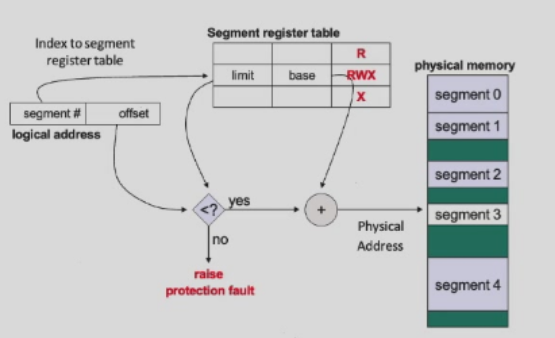 Segment register table
Index to segment
register table
R
limit base RWX
X
physical memory
segment 0
segment 1
segment 2
segment 3
segment 4
segment # offset
logical address
<?
yes
no
+
Physical
Address
raise
protection fault